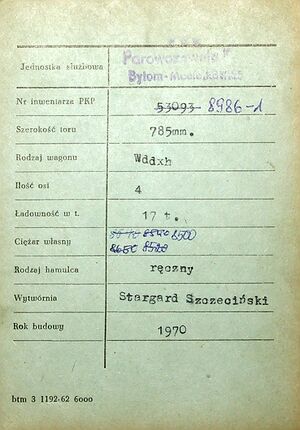 Jednostka służbowa
Parowozownia
Bytom-
Nr inwentarza PKP 53093 - 8986-1
Szerokość toru 785mm.
Rodzaj wagonu Wddxh
Ilość osi 4
Ładowność w t. 17 t.
Ciężar własny 8500
Rodzaj hamulca ręczny
Wytwórnia Stargard Szczeciński
Rok budowy 1970
btm 3 1192-62 6000